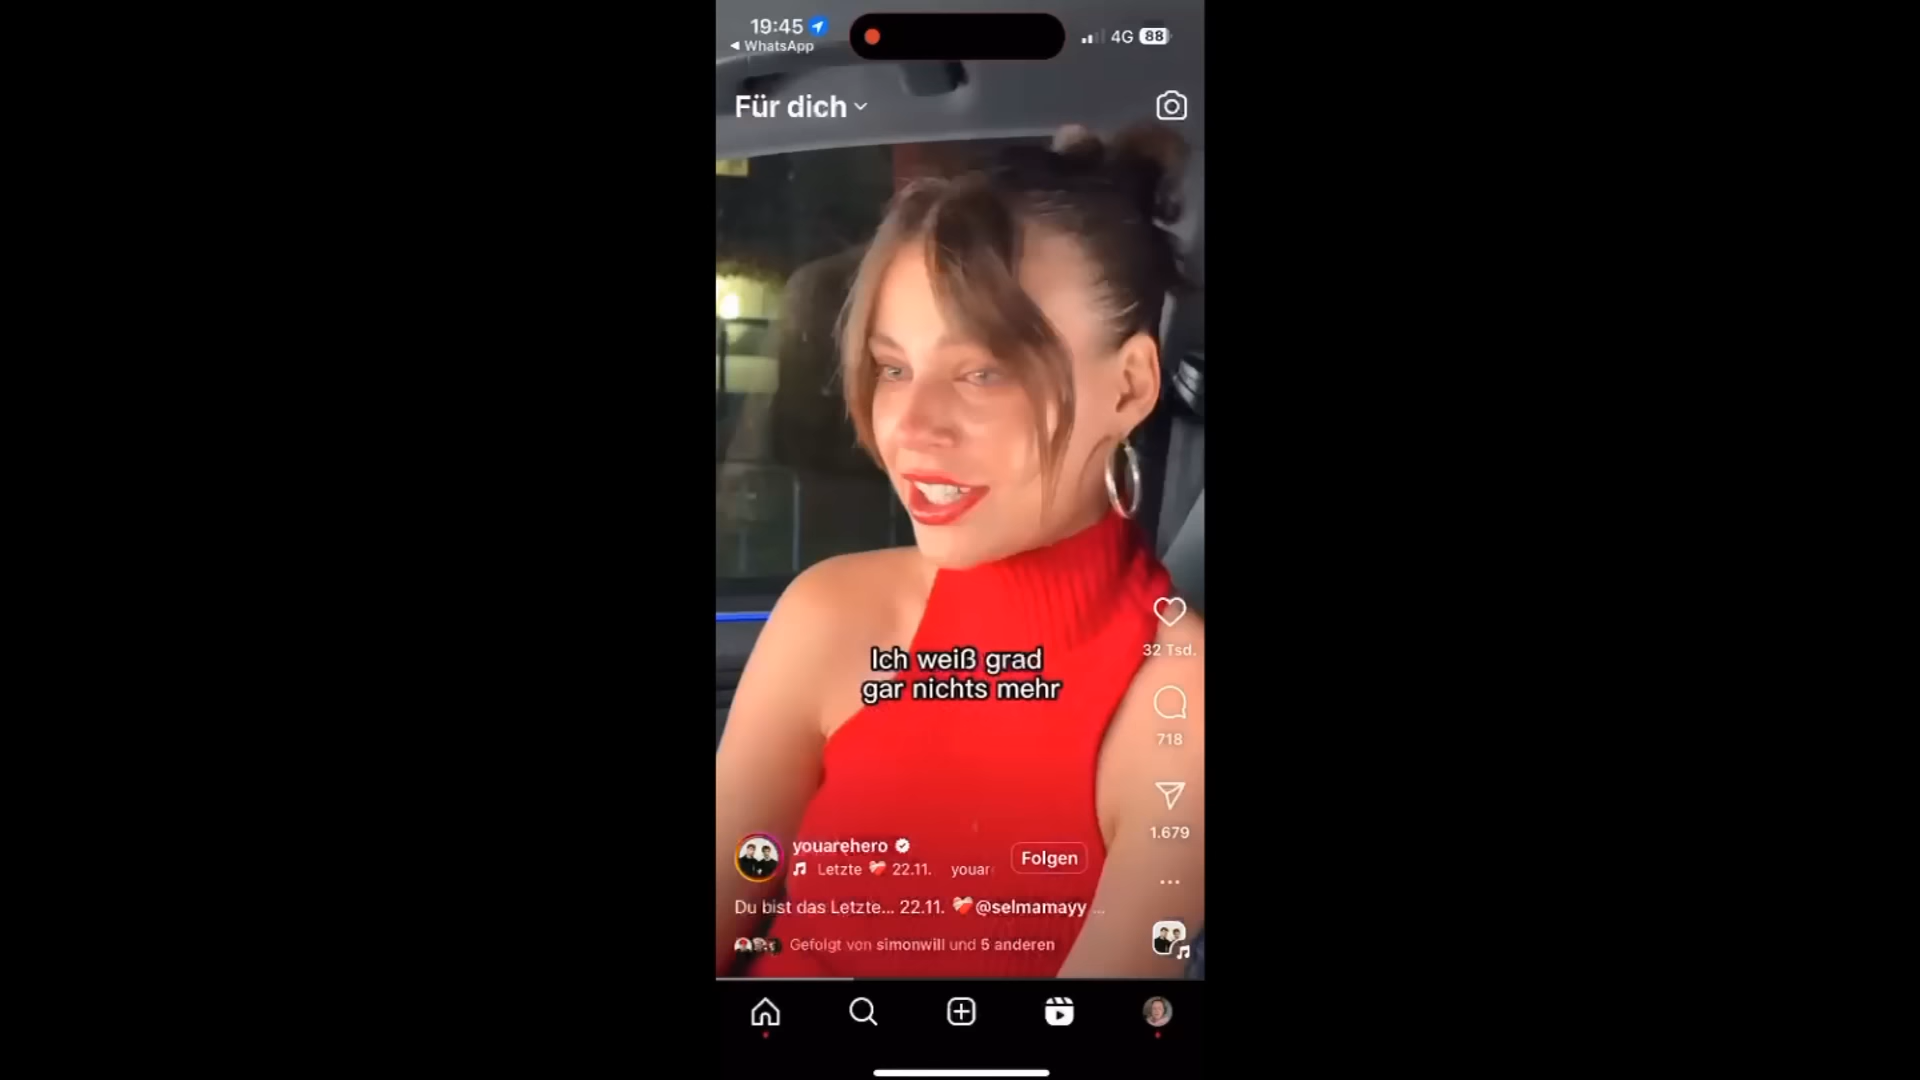 19:45
WhatsApp
4G 88
Für dich
Ich weiß grad
gar nichts mehr
32 Tsd.
718
1.679
youarehero
Folgen
Letzte ❤️‍🩹 22.11. youar
Du bist das Letzte... 22.11. ❤️‍🩹@selmamayy ...
Gefolgt von simonwill und 5 anderen